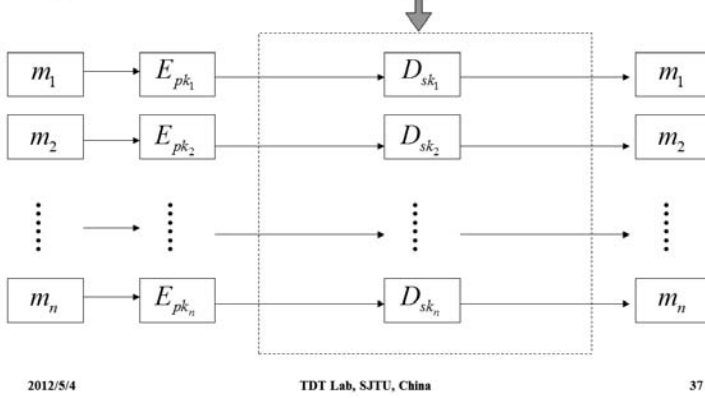 m₁ E_pk₁ D_sk₁ m₁
m₂ E_pk₂ D_sk₂ m₂
⋮ ⋮ ⋮ ⋮
mₙ E_pkₙ D_skₙ mₙ
2012/5/4 TDT Lab, SJTU, China 37